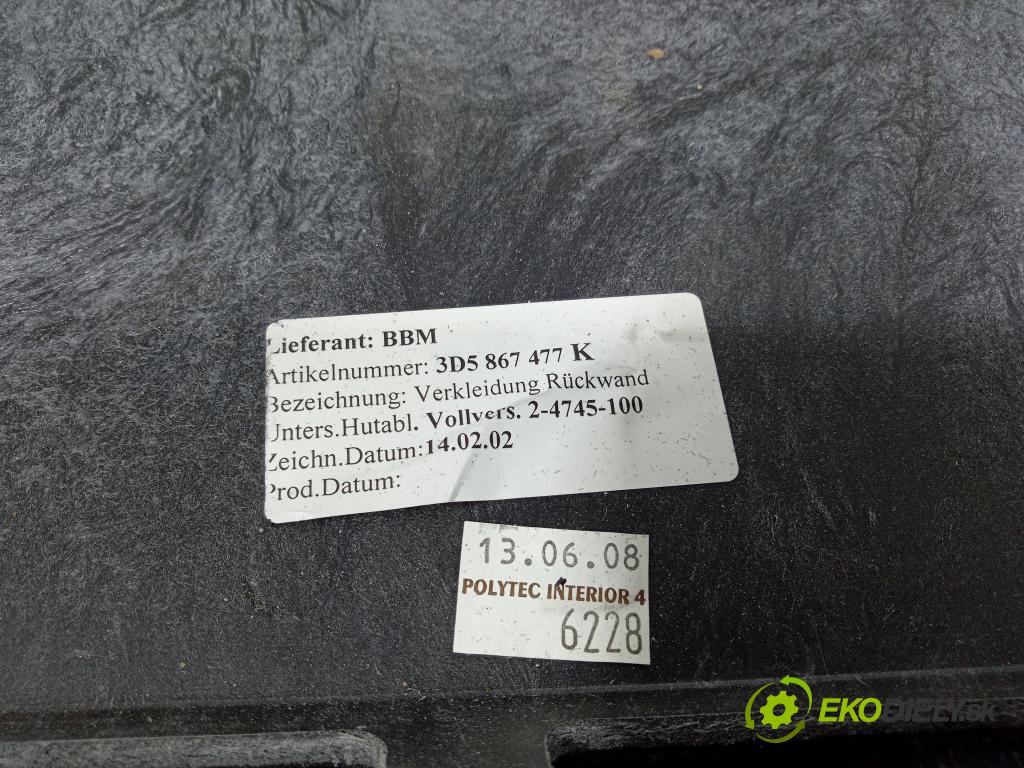 Lieferant: BBM
Artikelnummer: 3D5 867 477 K
Bezeichnung: Verkleidung Rückwand
Unters.Hutabl. Vollvers. 2-4745-100
Zeichn.Datum:14.02.02
Prod.Datum:
13.06.08
POLYTEC INTERIOR 4
6228
EKODIELY.sk